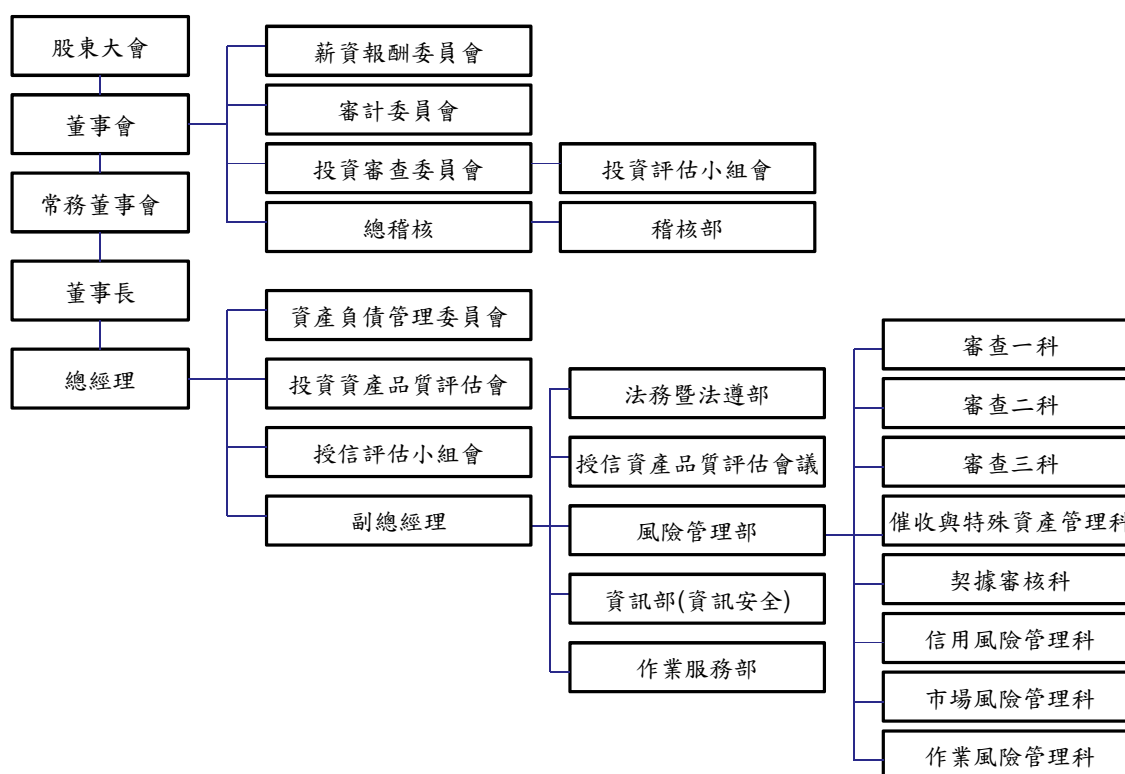 股東大會
董事會
常務董事會
董事長
總經理
薪資報酬委員會
審計委員會
投資審查委員會
總稽核
投資評估小組會
稽核部
資產負債管理委員會
投資資產品質評估會
授信評估小組會
副總經理
法務暨法遵部
授信資產品質評估會議
風險管理部
資訊部(資訊安全)
作業服務部
審查一科
審查二科
審查三科
催收與特殊資產管理科
契據審核科
信用風險管理科
市場風險管理科
作業風險管理科